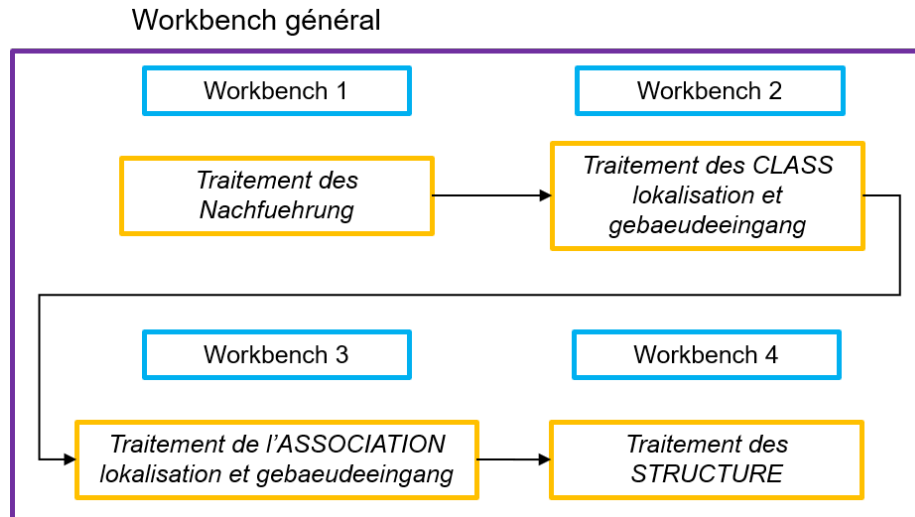 Workbench général
Workbench 1
Workbench 2
Traitement des
Nachfuehrung
Traitement des CLASS
lokalisation et
gebaeudeeingang
Workbench 3
Workbench 4
Traitement de l'ASSOCIATION
lokalisation et gebaeudeeingang
Traitement des
STRUCTURE